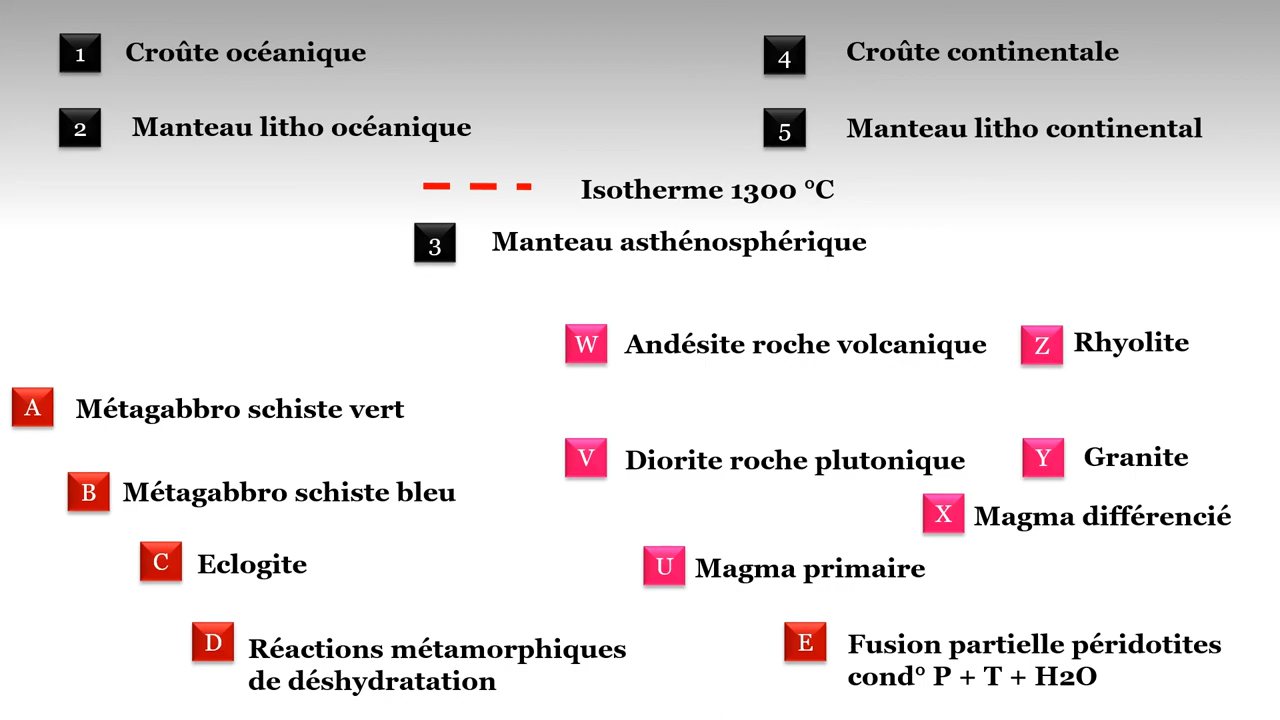 1 Croûte océanique
4 Croûte continentale
2 Manteau litho océanique
5 Manteau litho continental
Isotherme 1300 °C
3 Manteau asthénosphérique
W Andésite roche volcanique
Z Rhyolite
A Métagabbro schiste vert
V Diorite roche plutonique
Y Granite
B Métagabbro schiste bleu
X Magma différencié
C Eclogite
U Magma primaire
D Réactions métamorphiques
de déshydratation
E Fusion partielle péridotites
cond° P + T + H2O